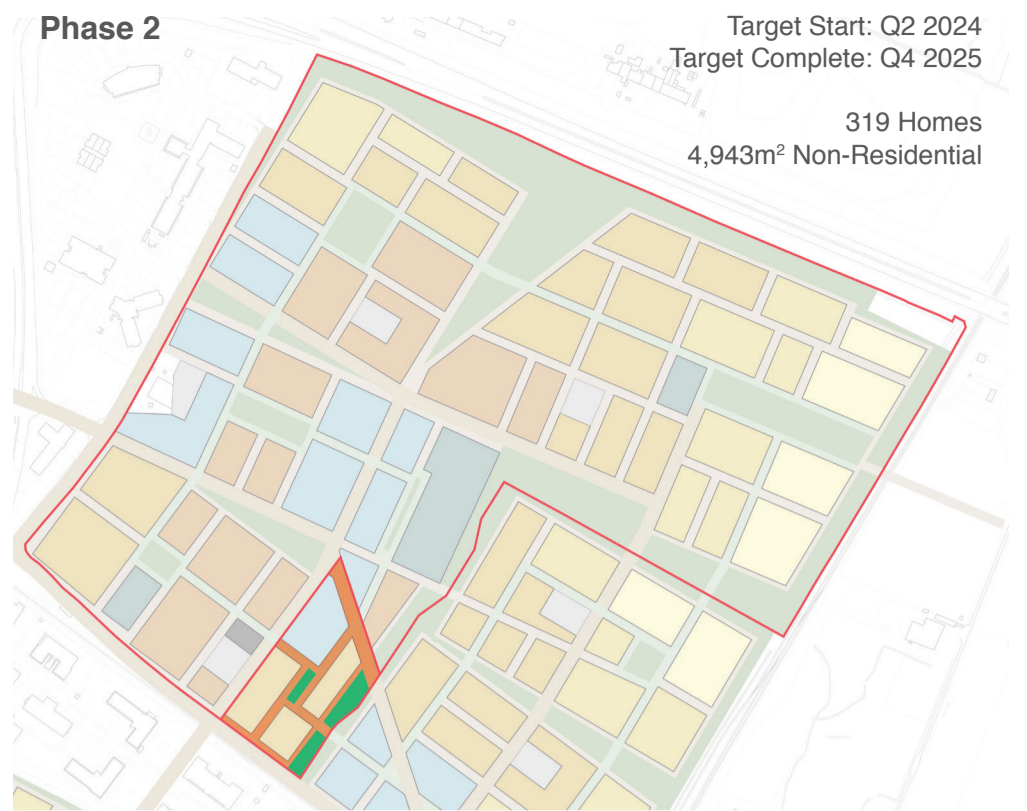 Phase 2
Target Start: Q2 2024
Target Complete: Q4 2025
319 Homes
4,943m² Non-Residential